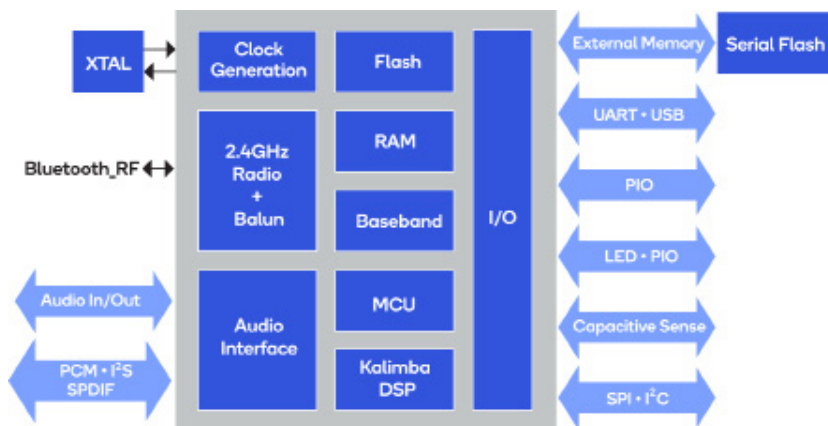 XTAL
Clock
Generation
Flash
External Memory
Serial Flash
UART • USB
2.4GHz
Radio
+
Balun
RAM
Bluetooth_RF
PIO
Baseband
I/O
LED • PIO
Audio In/Out
Audio
Interface
MCU
Capacitive Sense
PCM • I²S
SPDIF
Kalimba
DSP
SPI • I²C